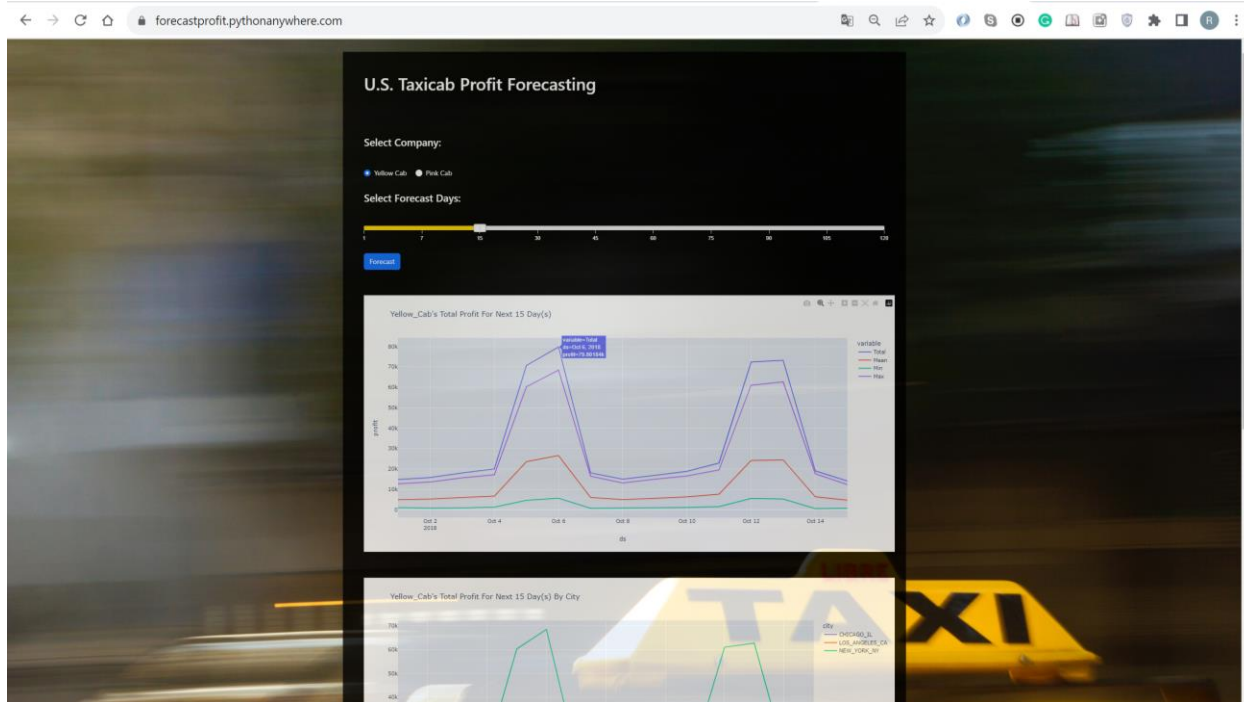 forecastprofit.pythonanywhere.com
R
U.S. Taxicab Profit Forecasting
Select Company:
Yellow Cab Pink Cab
Select Forecast Days:
1 7 15 30 45 60 75 90 105 120
Forecast
Yellow_Cab's Total Profit For Next 15 Day(s)
variable=Total
profit
80k
70k
60k
50k
40k
30k
20k
10k
0
variable
Total
Mean
Min
Max
Oct 2 Oct 4 Oct 6 Oct 8 Oct 10 Oct 12 Oct 14
2018
ds
LIBRE
TAXI
Yellow_Cab's Total Profit For Next 15 Day(s) By City
70k
60k
50k
40k
city
CHICAGO_IL
LOS_ANGELES_CA
NEW_YORK_NY